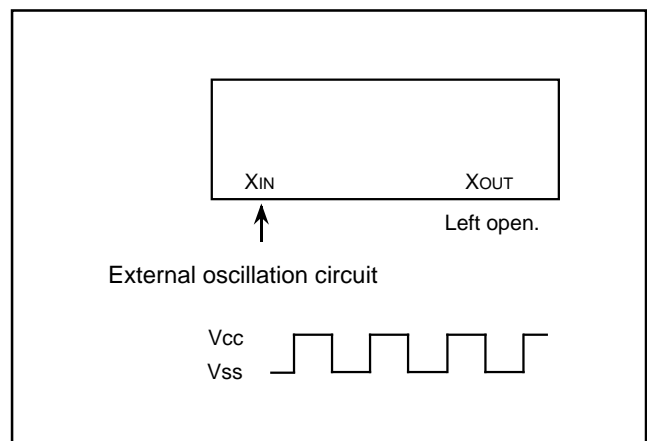 XIN
XOUT
Left open.
External oscillation circuit
Vcc
Vss